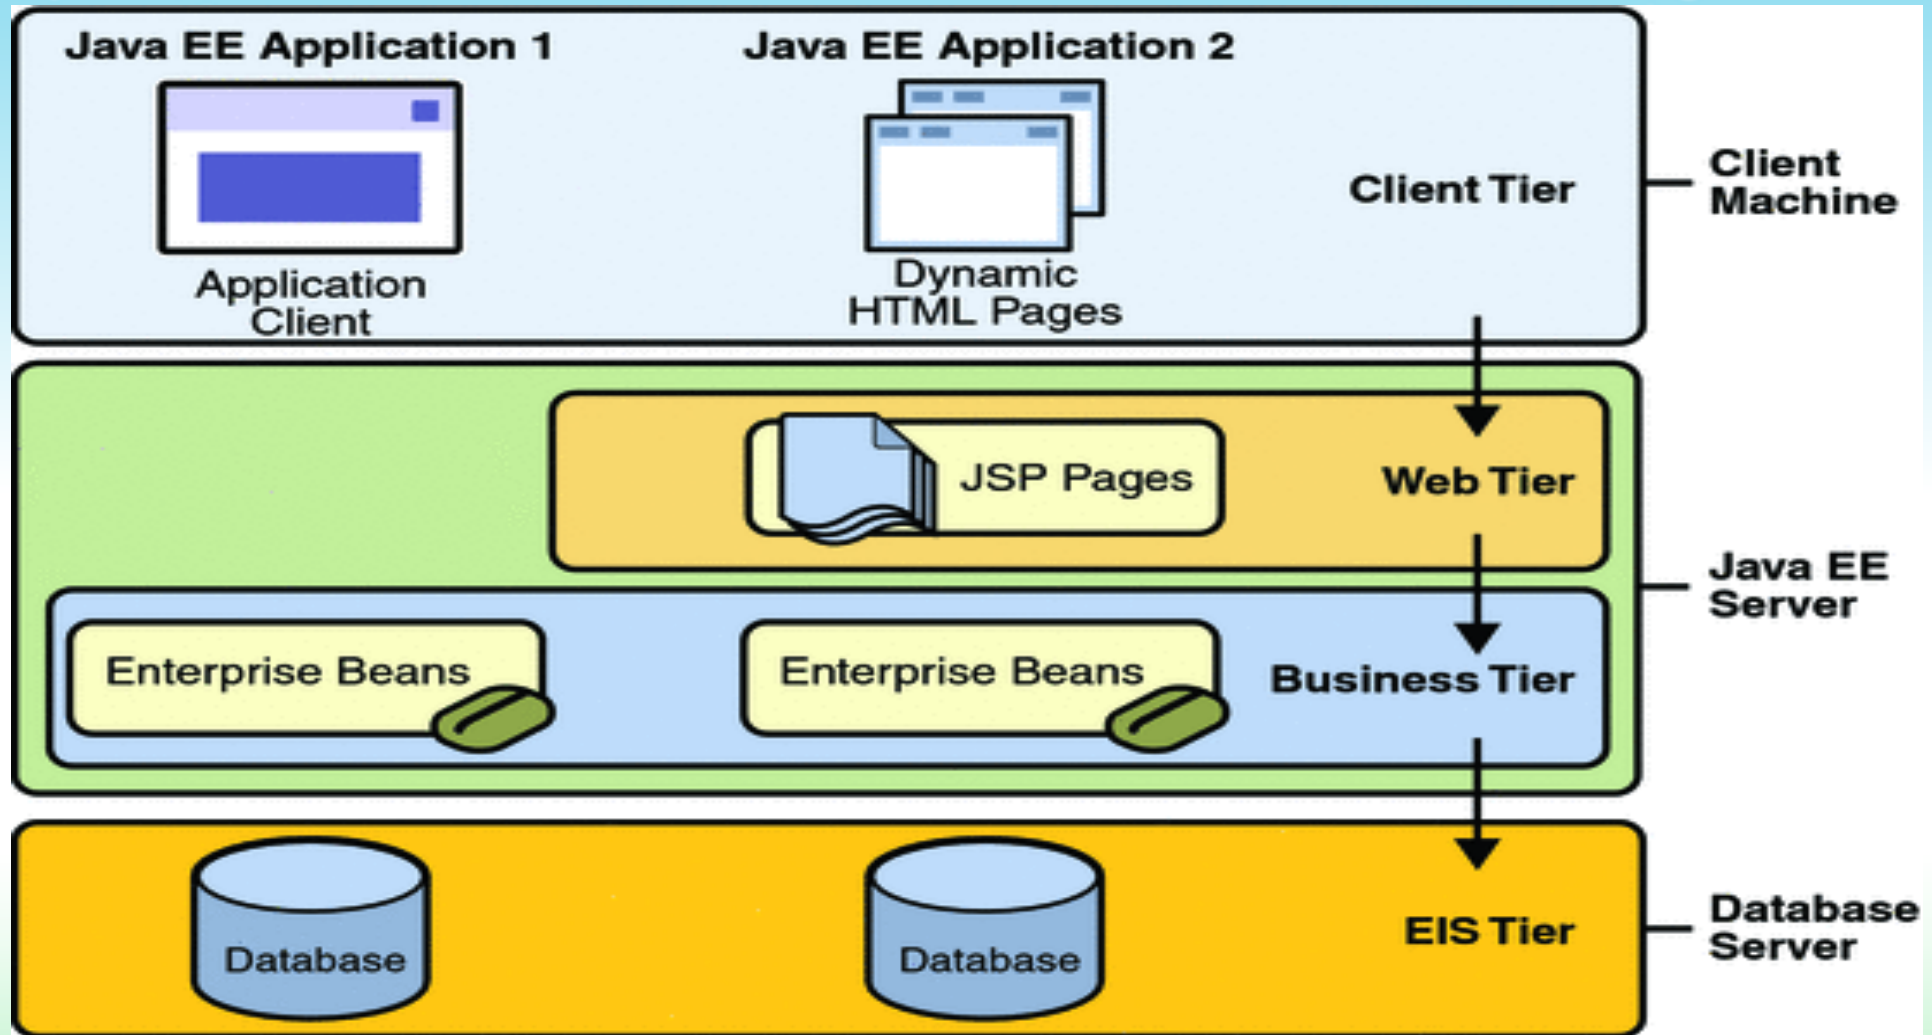 Java EE Application 1
Java EE Application 2
Application
Client
Dynamic
HTML Pages
Client Tier
Client
Machine
JSP Pages
Web Tier
Java EE
Server
Enterprise Beans
Enterprise Beans
Business Tier
Database
Database
EIS Tier
Database
Server